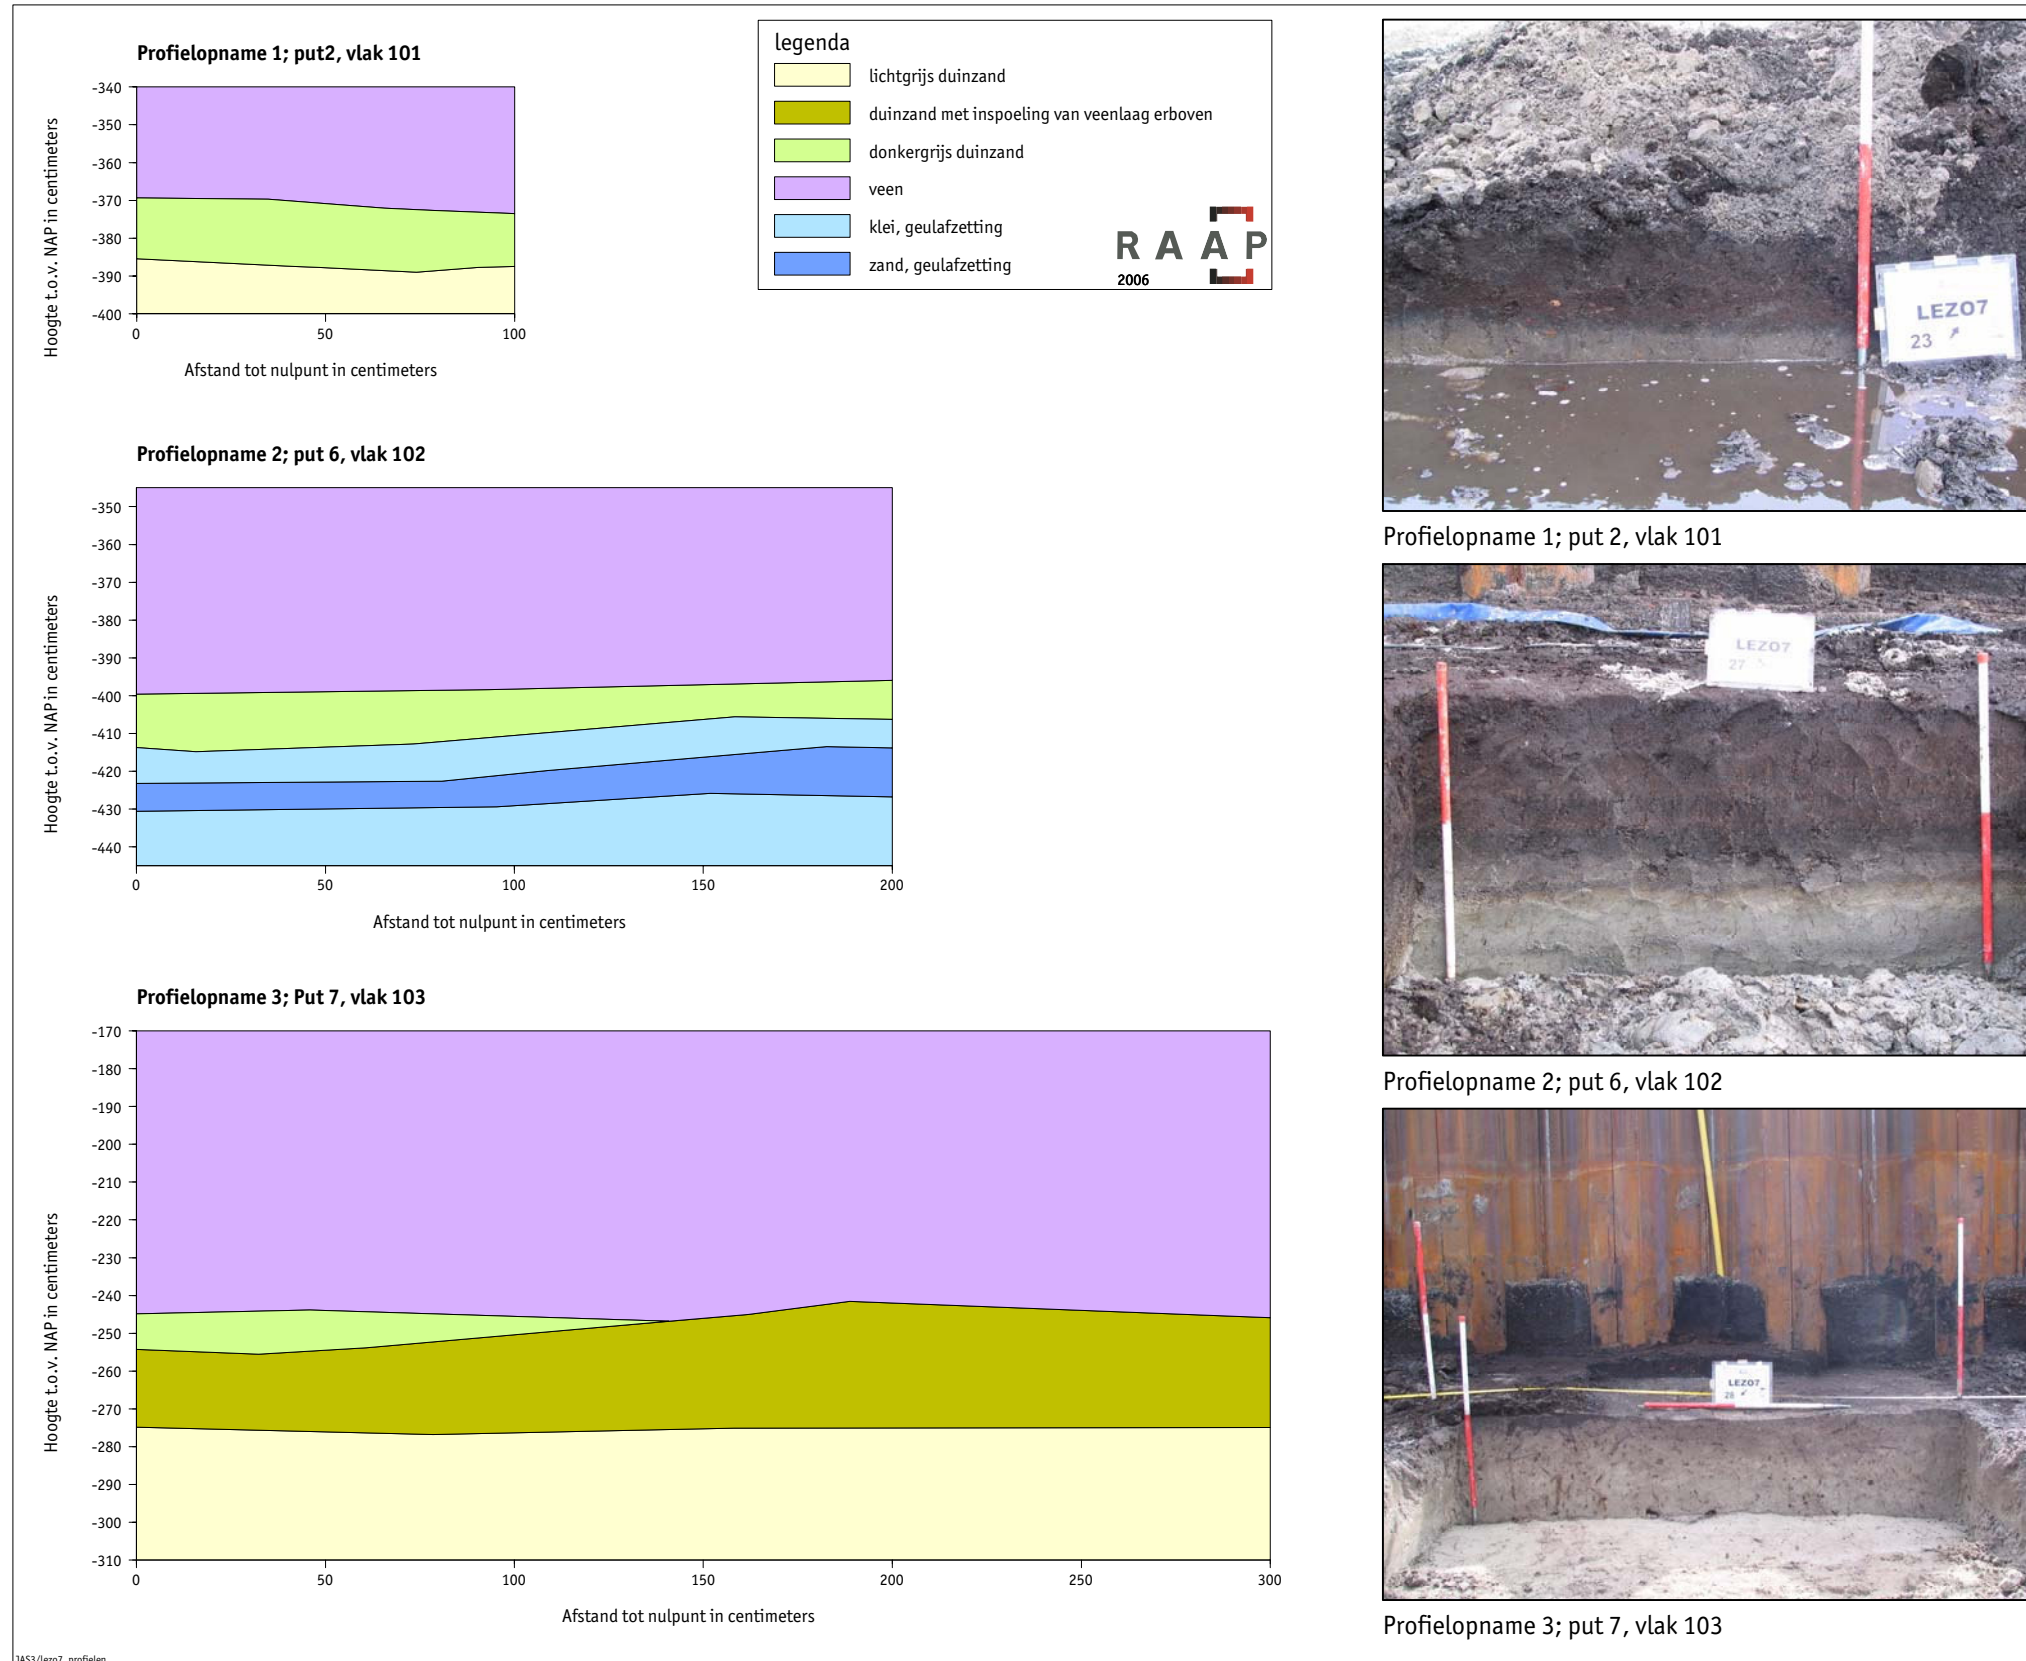 Profielopname 1; put2, vlak 101
Hoogte t.o.v. NAP in centimeters
-340
-350
-360
-370
-380
-390
-400
0 50 100
Afstand tot nulpunt in centimeters
legenda
lichtgrijs duinzand
duinzand met inspoeling van veenlaag erboven
donkergrijs duinzand
veen
klei, geulafzetting
zand, geulafzetting
RAAP
2006
LEZO7
23
Profielopname 1; put 2, vlak 101
Profielopname 2; put 6, vlak 102
Hoogte t.o.v. NAP in centimeters
-350
-360
-370
-380
-390
-400
-410
-420
-430
-440
0 50 100 150 200
Afstand tot nulpunt in centimeters
LEZO7
27
Profielopname 2; put 6, vlak 102
Profielopname 3; Put 7, vlak 103
Hoogte t.o.v. NAP in centimeters
-170
-180
-190
-200
-210
-220
-230
-240
-250
-260
-270
-280
-290
-300
-310
0 50 100 150 200 250 300
Afstand tot nulpunt in centimeters
LEZO7
28
Profielopname 3; put 7, vlak 103
JAS3/lezo7_profielen